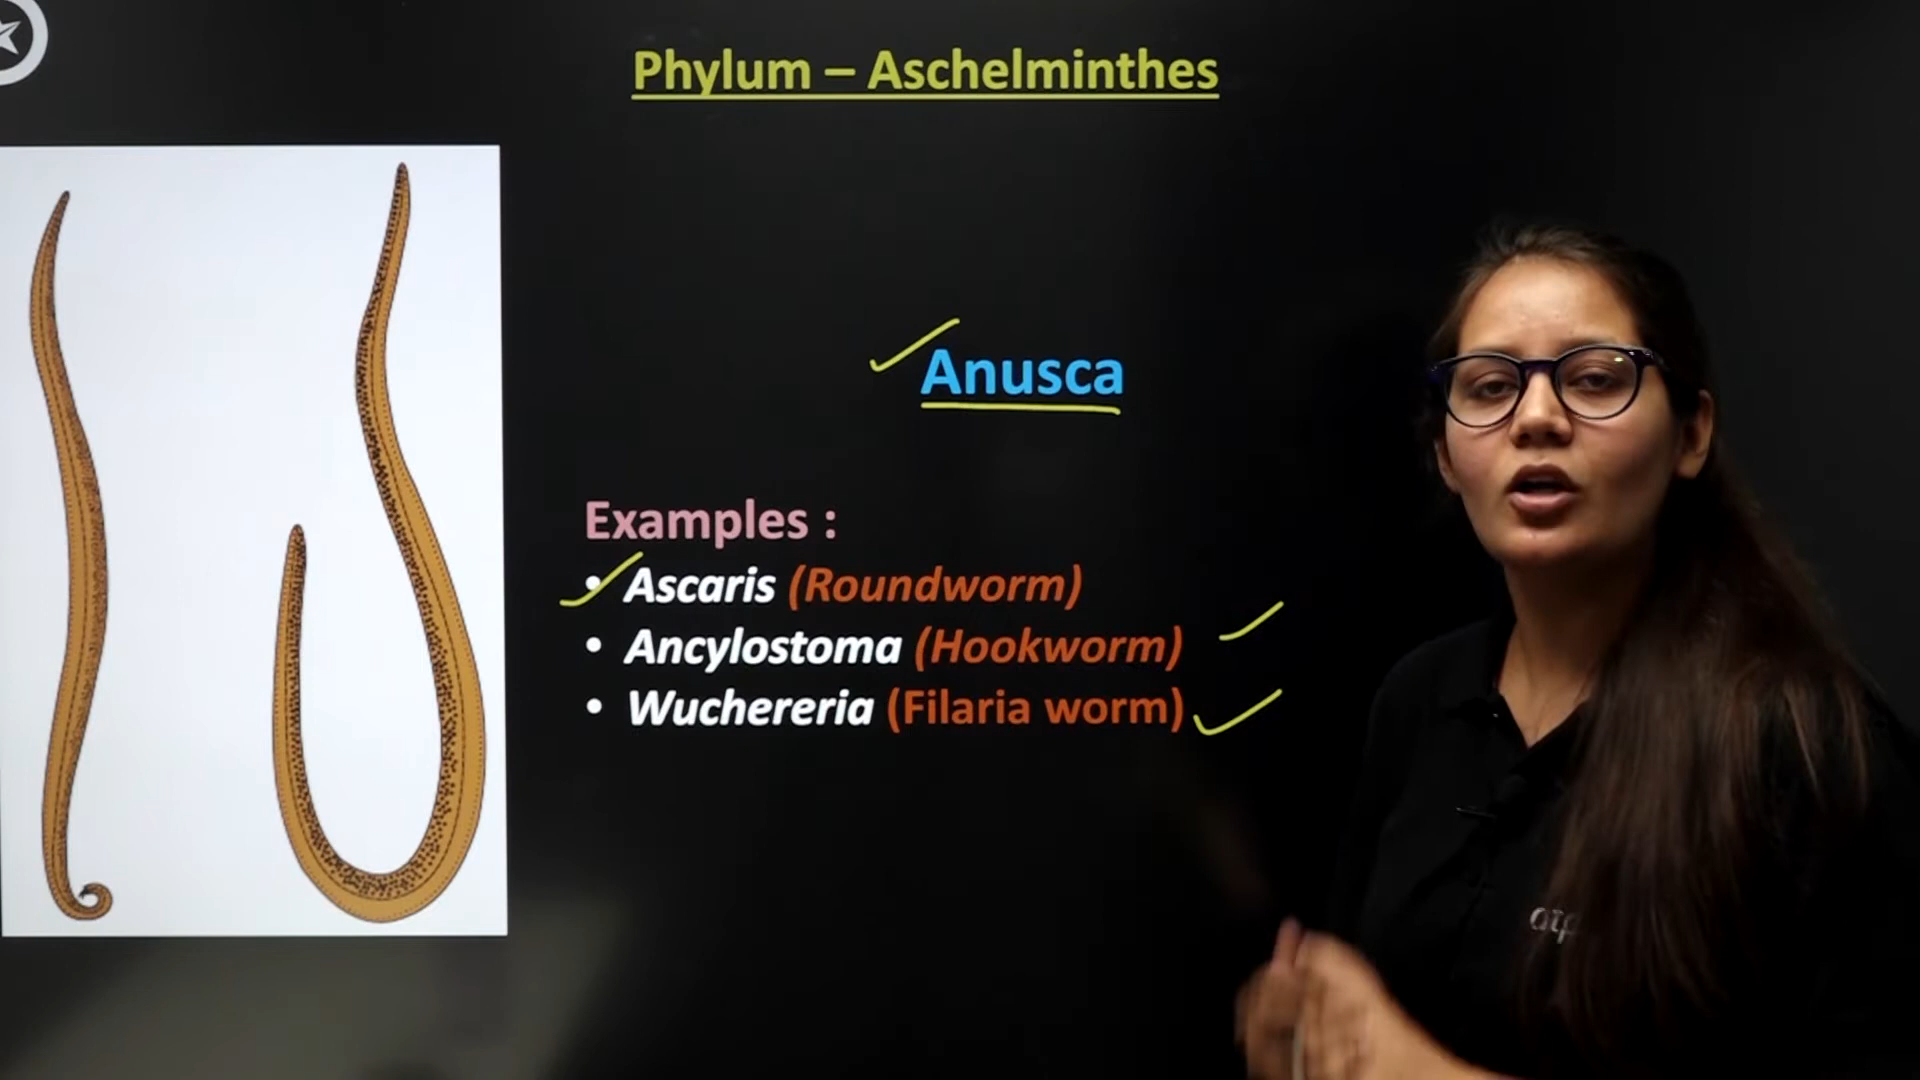 Phylum – Aschelminthes
Anusca
Examples :
• Ascaris (Roundworm)
• Ancylostoma (Hookworm)
• Wuchereria (Filaria worm)